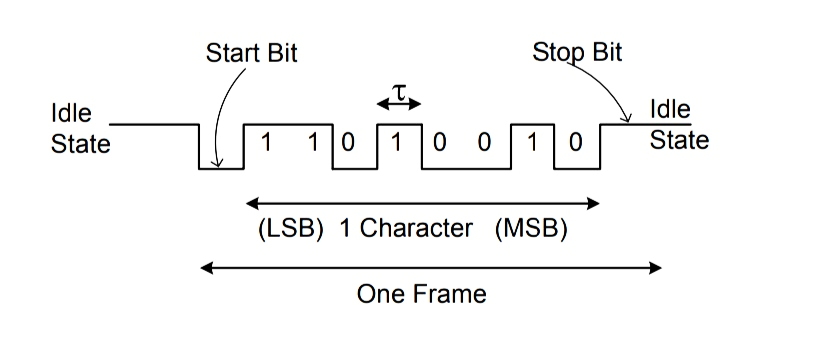 Start Bit
Stop Bit
τ
Idle
State
Idle
State
1 1 0 1 0 0 1 0
(LSB) 1 Character (MSB)
One Frame